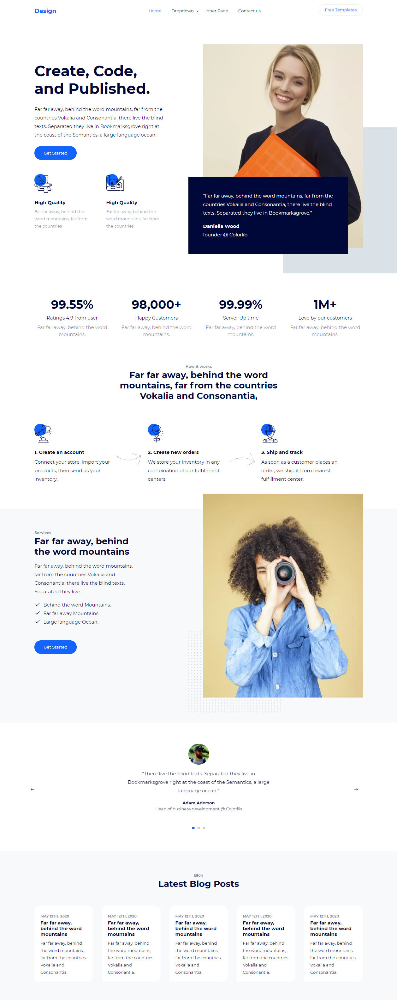 Design
Home Dropdown Inner Page Contact us
Free Templates
Create, Code,
and Published.
Far far away, behind the word mountains, far from the
countries Vokalia and Consonantia, there live the blind
texts. Separated they live in Bookmarksgrove right at
the coast of the Semantics, a large language ocean.
Get Started
High Quality
Far far away, behind the
word mountains, far from
the countries
High Quality
Far far away, behind the
word mountains, far from
the countries
“Far far away, behind the word mountains, far from the
countries Vokalia and Consonantia, there live the blind
texts. Separated they live in Bookmarksgrove.”
Daniella Wood
founder @ Colorlib
99.55%
Ratings 4.9 from user
Far far away, behind the word
mountains.
98,000+
Happy Customers
Far far away, behind the word
mountains.
99.99%
Server Up time
Far far away, behind the word
mountains.
1M+
Love by our customers
Far far away, behind the word
mountains.
How it works
Far far away, behind the word
mountains, far from the countries
Vokalia and Consonantia,
1. Create an account
Connect your store, import your
products, then send us your
inventory.
2. Create new orders
We store your inventory in any
combination of our fulfillment
centers.
3. Ship and track
As soon as a customer places an
order, we ship it from nearest
fulfillment center.
Services
Far far away, behind
the word mountains
Far far away, behind the word mountains,
far from the countries Vokalia and
Consonantia, there live the blind texts.
Separated they live.
Behind the word Mountains.
Far far away Mountains.
Large language Ocean.
Get Started
“There live the blind texts. Separated they live in
Bookmarksgrove right at the coast of the Semantics, a large
language ocean.”
Adam Aderson
Head of business development @ Colorlib
Blog
Latest Blog Posts
MAY 12TH, 2020
Far far away,
behind the word
mountains
Far far away, behind
the word mountains,
far from the countries
Vokalia and
Consonantia.
MAY 12TH, 2020
Far far away,
behind the word
mountains
Far far away, behind
the word mountains,
far from the countries
Vokalia and
Consonantia.
MAY 12TH, 2020
Far far away,
behind the word
mountains
Far far away, behind
the word mountains,
far from the countries
Vokalia and
Consonantia.
MAY 12TH, 2020
Far far away,
behind the word
mountains
Far far away, behind
the word mountains,
far from the countries
Vokalia and
Consonantia.
MAY 12TH, 2020
Far far away,
behind the word
mountains
Far far away, behind
the word mountains,
far from the countries
Vokalia and
Consonantia.